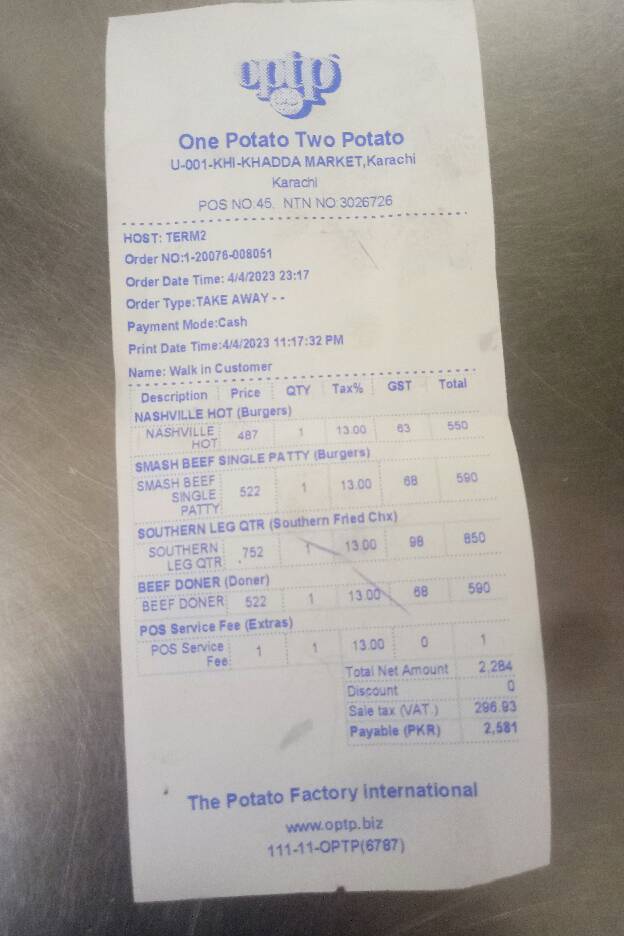 optp
One Potato Two Potato
U-001-KHI-KHADDA MARKET,Karachi
Karachi
POS NO:45. NTN NO:3026726
HOST: TERM2
Order NO:1-20076-008051
Order Date Time: 4/4/2023 23:17
Order Type:TAKE AWAY - -
Payment Mode:Cash
Print Date Time:4/4/2023 11:17:32 PM
Name: Walk in Customer
Description Price QTY Tax% GST Total
NASHVILLE HOT (Burgers)
NASHVILLE HOT 487 1 13.00 63 550
SMASH BEEF SINGLE PATTY (Burgers)
SMASH BEEF SINGLE PATTY 522 1 13.00 68 590
SOUTHERN LEG QTR (Southern Fried Chx)
SOUTHERN LEG QTR 752 1 13.00 98 850
BEEF DONER (Doner)
BEEF DONER 522 1 13.00 68 590
POS Service Fee (Extras)
POS Service Fee 1 1 13.00 0 1
Total Net Amount 2,284
Discount 0
Sale tax (VAT ) 296.93
Payable (PKR) 2,581
The Potato Factory international
www.optp.biz
111-11-OPTP(6787)